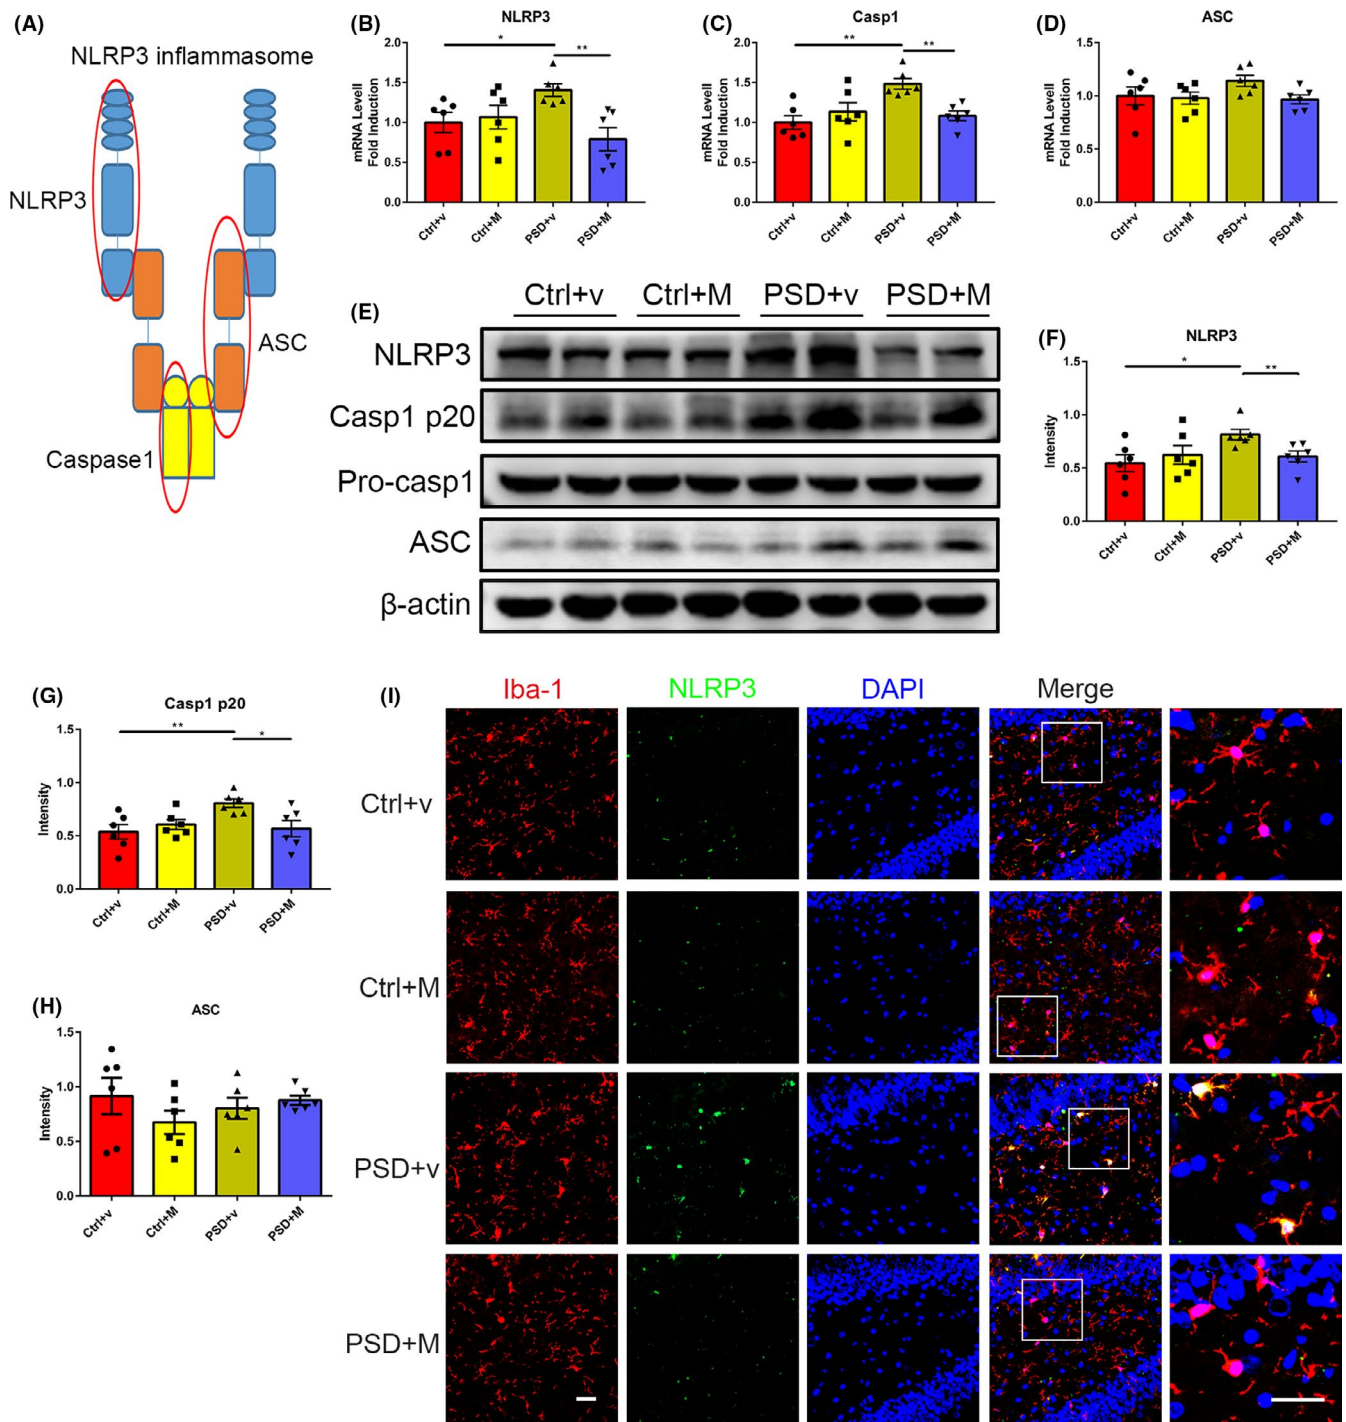 (A)
NLRP3 inflammasome
NLRP3
ASC
Caspase1
(B)
NLRP3
mRNA Levell
Fold Induction
2.0
1.5
1.0
0.5
0.0
*
**
Ctrl+v
Ctrl+M
PSD+v
PSD+M
(C)
Casp1
mRNA Levell
Fold Induction
2.0
1.5
1.0
0.5
0.0
**
**
Ctrl+v
Ctrl+M
PSD+v
PSD+M
(D)
ASC
mRNA Levell
Fold Induction
1.5
1.0
0.5
0.0
Ctrl+v
Ctrl+M
PSD+v
PSD+M
(E)
Ctrl+v Ctrl+M PSD+v PSD+M
NLRP3
Casp1 p20
Pro-casp1
ASC
β-actin
(F)
NLRP3
Intensity
1.5
1.0
0.5
0.0
*
**
Ctrl+v
Ctrl+M
PSD+v
PSD+M
(G)
Casp1 p20
Intensity
1.5
1.0
0.5
0.0
**
*
Ctrl+v
Ctrl+M
PSD+v
PSD+M
(H)
ASC
Intensity
1.5
1.0
0.5
0.0
Ctrl+v
Ctrl+M
PSD+v
PSD+M
(I)
Iba-1 NLRP3 DAPI Merge
Ctrl+v
Ctrl+M
PSD+v
PSD+M